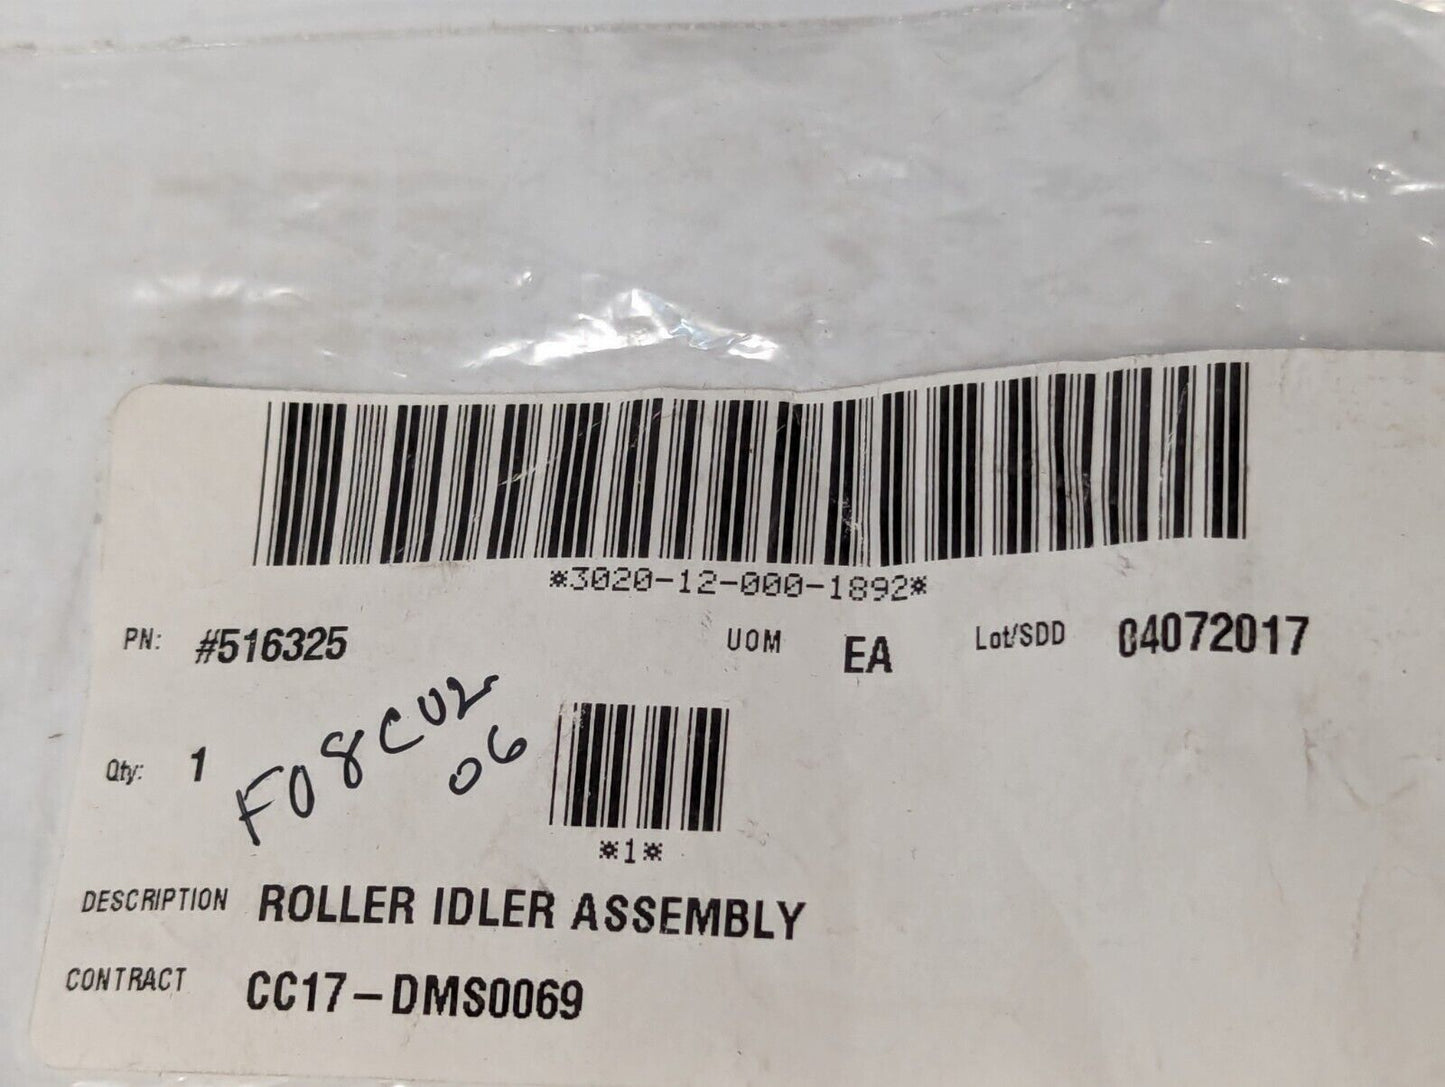 *3020-12-000-1892*
PN: #516325 UOM EA Lot/SDD 04072017
Qty: 1 F08CU2
06
*1*
DESCRIPTION ROLLER IDLER ASSEMBLY
CONTRACT CC17-DMS0069